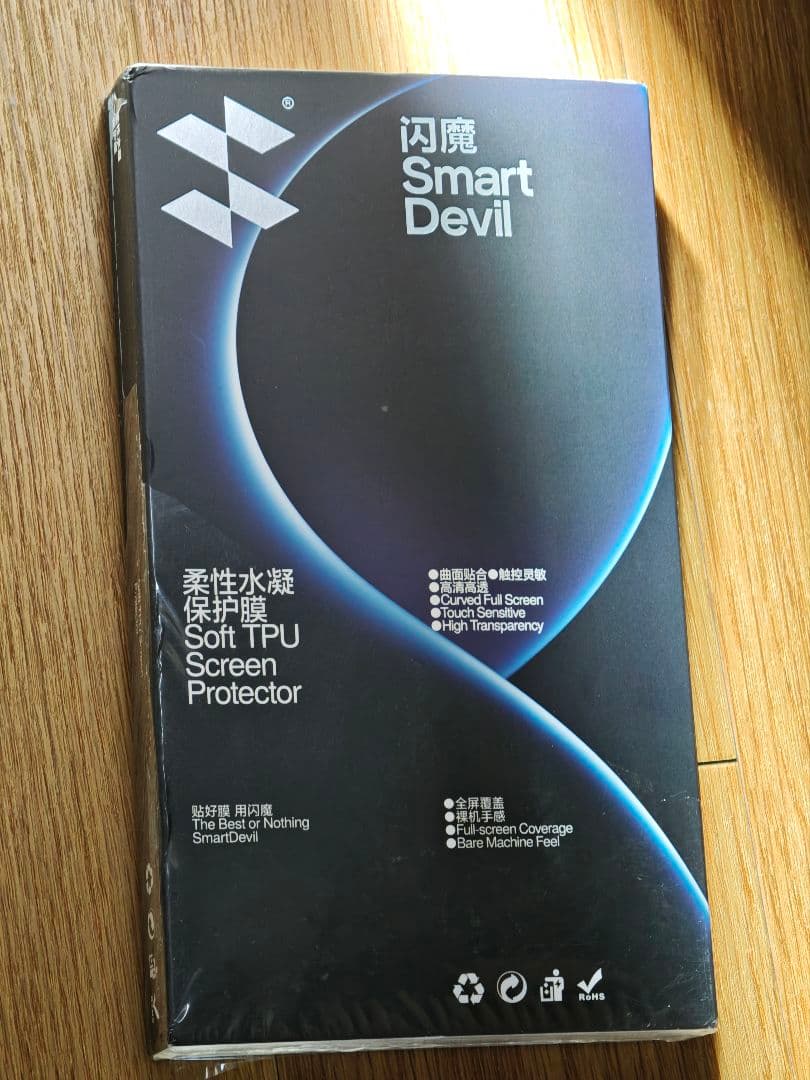 ®
闪魔
Smart
Devil
柔性水凝
保护膜
Soft TPU
Screen
Protector
●曲面贴合●触控灵敏
●高清高透
●Curved Full Screen
●Touch Sensitive
●High Transparency
贴好膜 用闪魔
The Best or Nothing
SmartDevil
●全屏覆盖
●裸机手感
●Full-screen Coverage
●Bare Machine Feel
RoHS